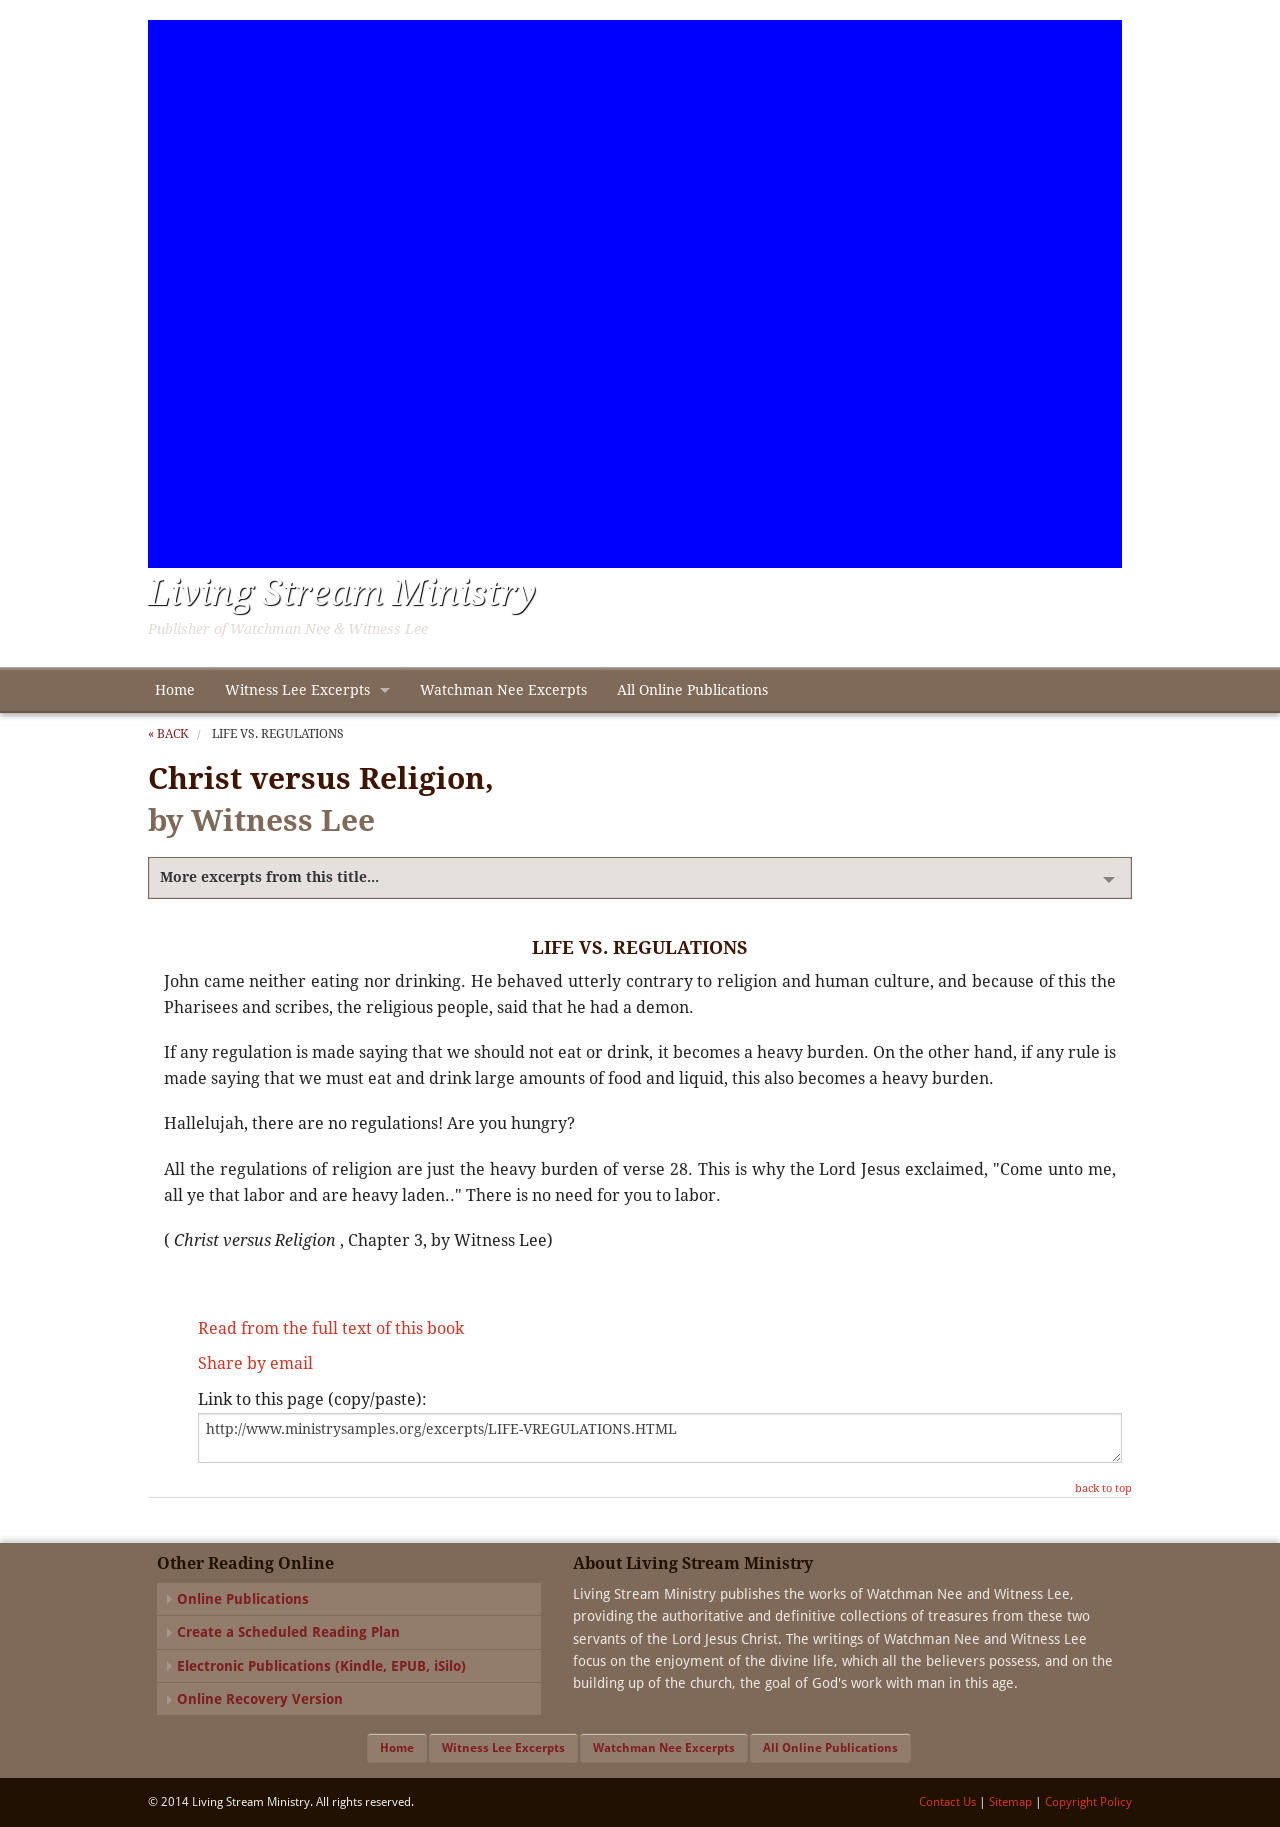 Living Stream Ministry
Publisher of Watchman Nee & Witness Lee
Home Witness Lee Excerpts Watchman Nee Excerpts All Online Publications
« BACK / LIFE VS. REGULATIONS
Christ versus Religion,
by Witness Lee
More excerpts from this title...
LIFE VS. REGULATIONS
John came neither eating nor drinking. He behaved utterly contrary to religion and human culture, and because of this the
Pharisees and scribes, the religious people, said that he had a demon.
If any regulation is made saying that we should not eat or drink, it becomes a heavy burden. On the other hand, if any rule is
made saying that we must eat and drink large amounts of food and liquid, this also becomes a heavy burden.
Hallelujah, there are no regulations! Are you hungry?
All the regulations of religion are just the heavy burden of verse 28. This is why the Lord Jesus exclaimed, "Come unto me,
all ye that labor and are heavy laden.." There is no need for you to labor.
( Christ versus Religion , Chapter 3, by Witness Lee)
Read from the full text of this book
Share by email
Link to this page (copy/paste):
http://www.ministrysamples.org/excerpts/LIFE-VREGULATIONS.HTML
back to top
Other Reading Online
Online Publications
Create a Scheduled Reading Plan
Electronic Publications (Kindle, EPUB, iSilo)
Online Recovery Version
About Living Stream Ministry
Living Stream Ministry publishes the works of Watchman Nee and Witness Lee,
providing the authoritative and definitive collections of treasures from these two
servants of the Lord Jesus Christ. The writings of Watchman Nee and Witness Lee
focus on the enjoyment of the divine life, which all the believers possess, and on the
building up of the church, the goal of God's work with man in this age.
Home Witness Lee Excerpts Watchman Nee Excerpts All Online Publications
© 2014 Living Stream Ministry. All rights reserved.
Contact Us | Sitemap | Copyright Policy